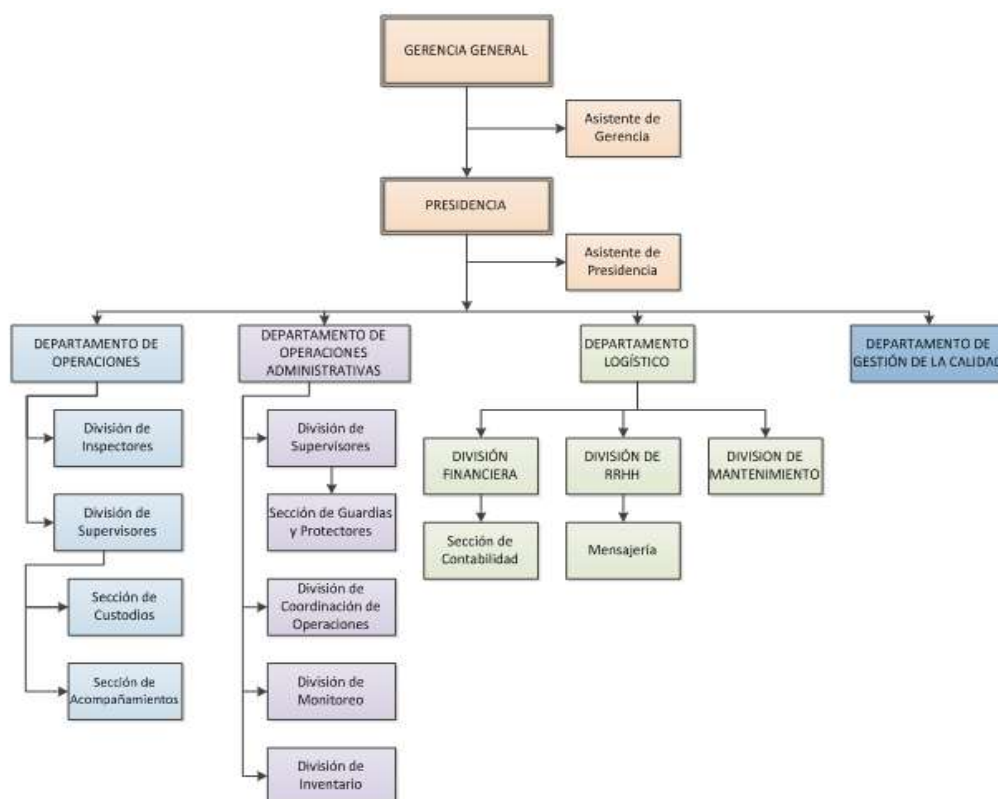 GERENCIA GENERAL
Asistente de
Gerencia
PRESIDENCIA
Asistente de
Presidencia
DEPARTAMENTO DE
OPERACIONES
DEPARTAMENTO DE
OPERACIONES
ADMINISTRATIVAS
DEPARTAMENTO
LOGÍSTICO
DEPARTAMENTO DE
GESTIÓN DE LA CALIDAD
División de
Inspectores
División de
Supervisores
Sección de
Custodios
Sección de
Acompañamientos
División de
Supervisores
Sección de Guardias
y Protectores
División de
Coordinación de
Operaciones
División de
Monitoreo
División de
Inventario
DIVISIÓN
FINANCIERA
Sección de
Contabilidad
DIVISIÓN DE
RRHH
Mensajería
DIVISION DE
MANTENIMIENTO